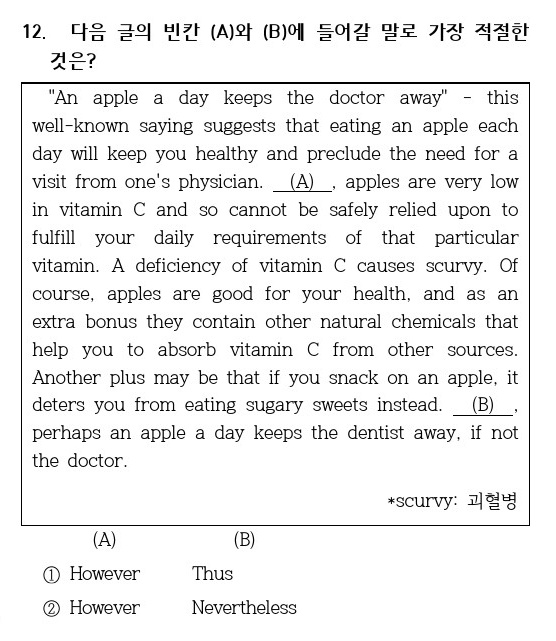 12. 다음 글의 빈칸 (A)와 (B)에 들어갈 말로 가장 적절한
것은?
"An apple a day keeps the doctor away" - this
well-known saying suggests that eating an apple each
day will keep you healthy and preclude the need for a
visit from one's physician. (A) , apples are very low
in vitamin C and so cannot be safely relied upon to
fulfill your daily requirements of that particular
vitamin. A deficiency of vitamin C causes scurvy. Of
course, apples are good for your health, and as an
extra bonus they contain other natural chemicals that
help you to absorb vitamin C from other sources.
Another plus may be that if you snack on an apple, it
deters you from eating sugary sweets instead. (B) ,
perhaps an apple a day keeps the dentist away, if not
the doctor.
*scurvy: 괴혈병
(A) (B)
① However Thus
② However Nevertheless